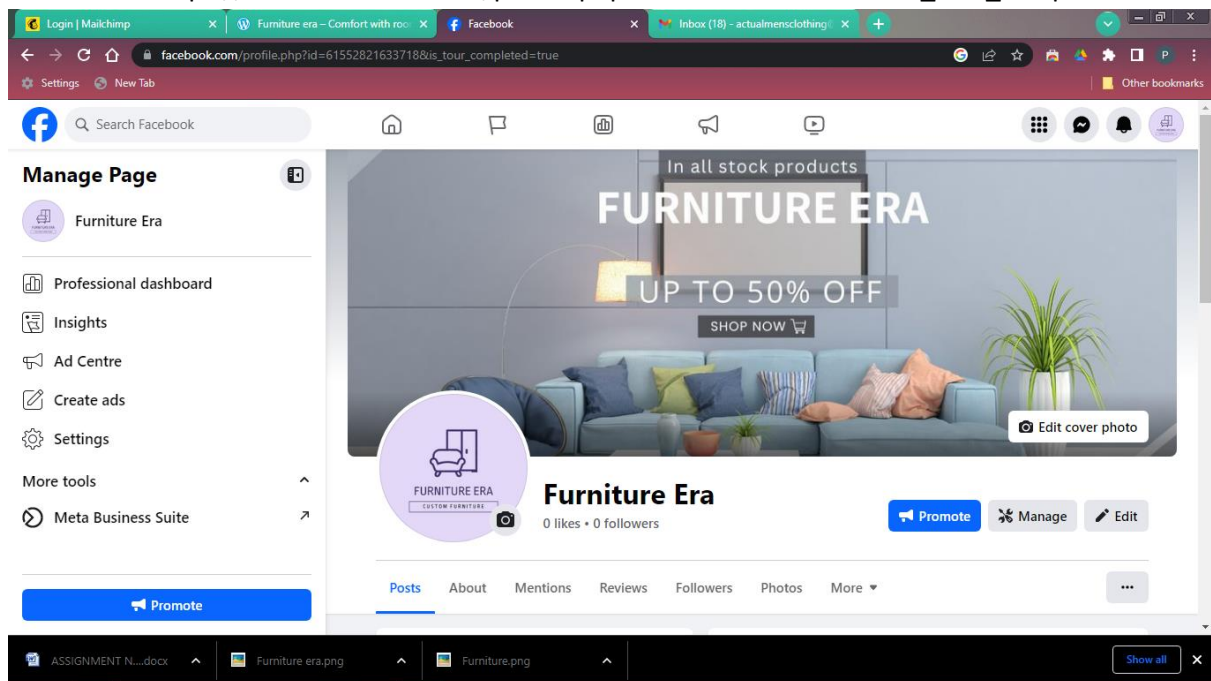 Login | Mailchimp
Furniture era – Comfort with roo
Facebook
Inbox (18) - actualmensclothing
facebook.com/profile.php?id=61552821633718&is_tour_completed=true
P
Settings
New Tab
Other bookmarks
Search Facebook
Manage Page
Furniture Era
Professional dashboard
Insights
Ad Centre
Create ads
Settings
More tools
Meta Business Suite
Promote
In all stock products
FURNITURE ERA
UP TO 50% OFF
SHOP NOW
Edit cover photo
FURNITURE ERA
CUSTOM FURNITURE
Furniture Era
0 likes • 0 followers
Promote
Manage
Edit
Posts
About
Mentions
Reviews
Followers
Photos
More
ASSIGNMENT N....docx
Furniture era.png
Furniture.png
Show all